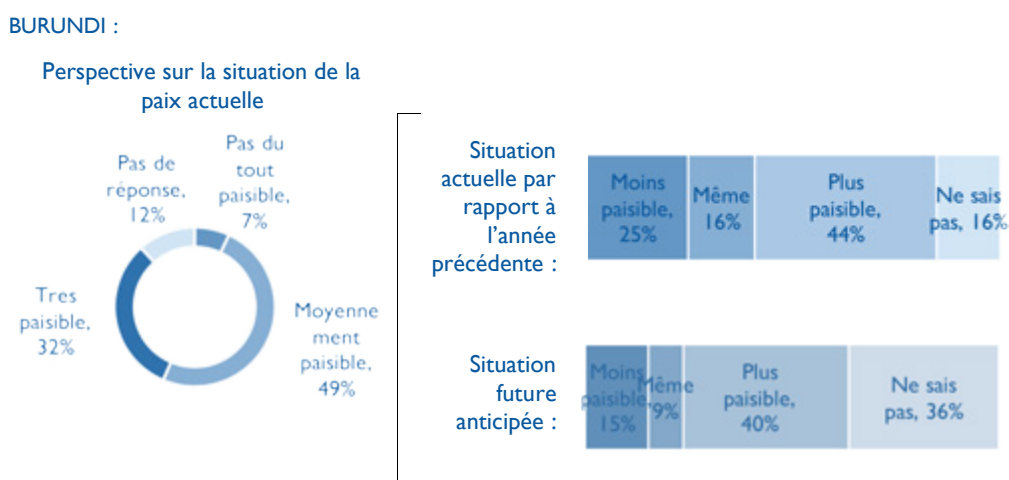 BURUNDI :
Perspective sur la situation de la
paix actuelle
Pas du
tout
paisible,
7%
Pas de
réponse,
12%
Tres
paisible,
32%
Moyenne
ment
paisible,
49%
Situation
actuelle par
rapport à
l’année
précédente :
Moins
paisible,
25%
Même
16%
Plus
paisible,
44%
Ne sais
pas, 16%
Situation
future
anticipée :
Moins
paisible,
15%
Même
9%
Plus
paisible,
40%
Ne sais
pas, 36%